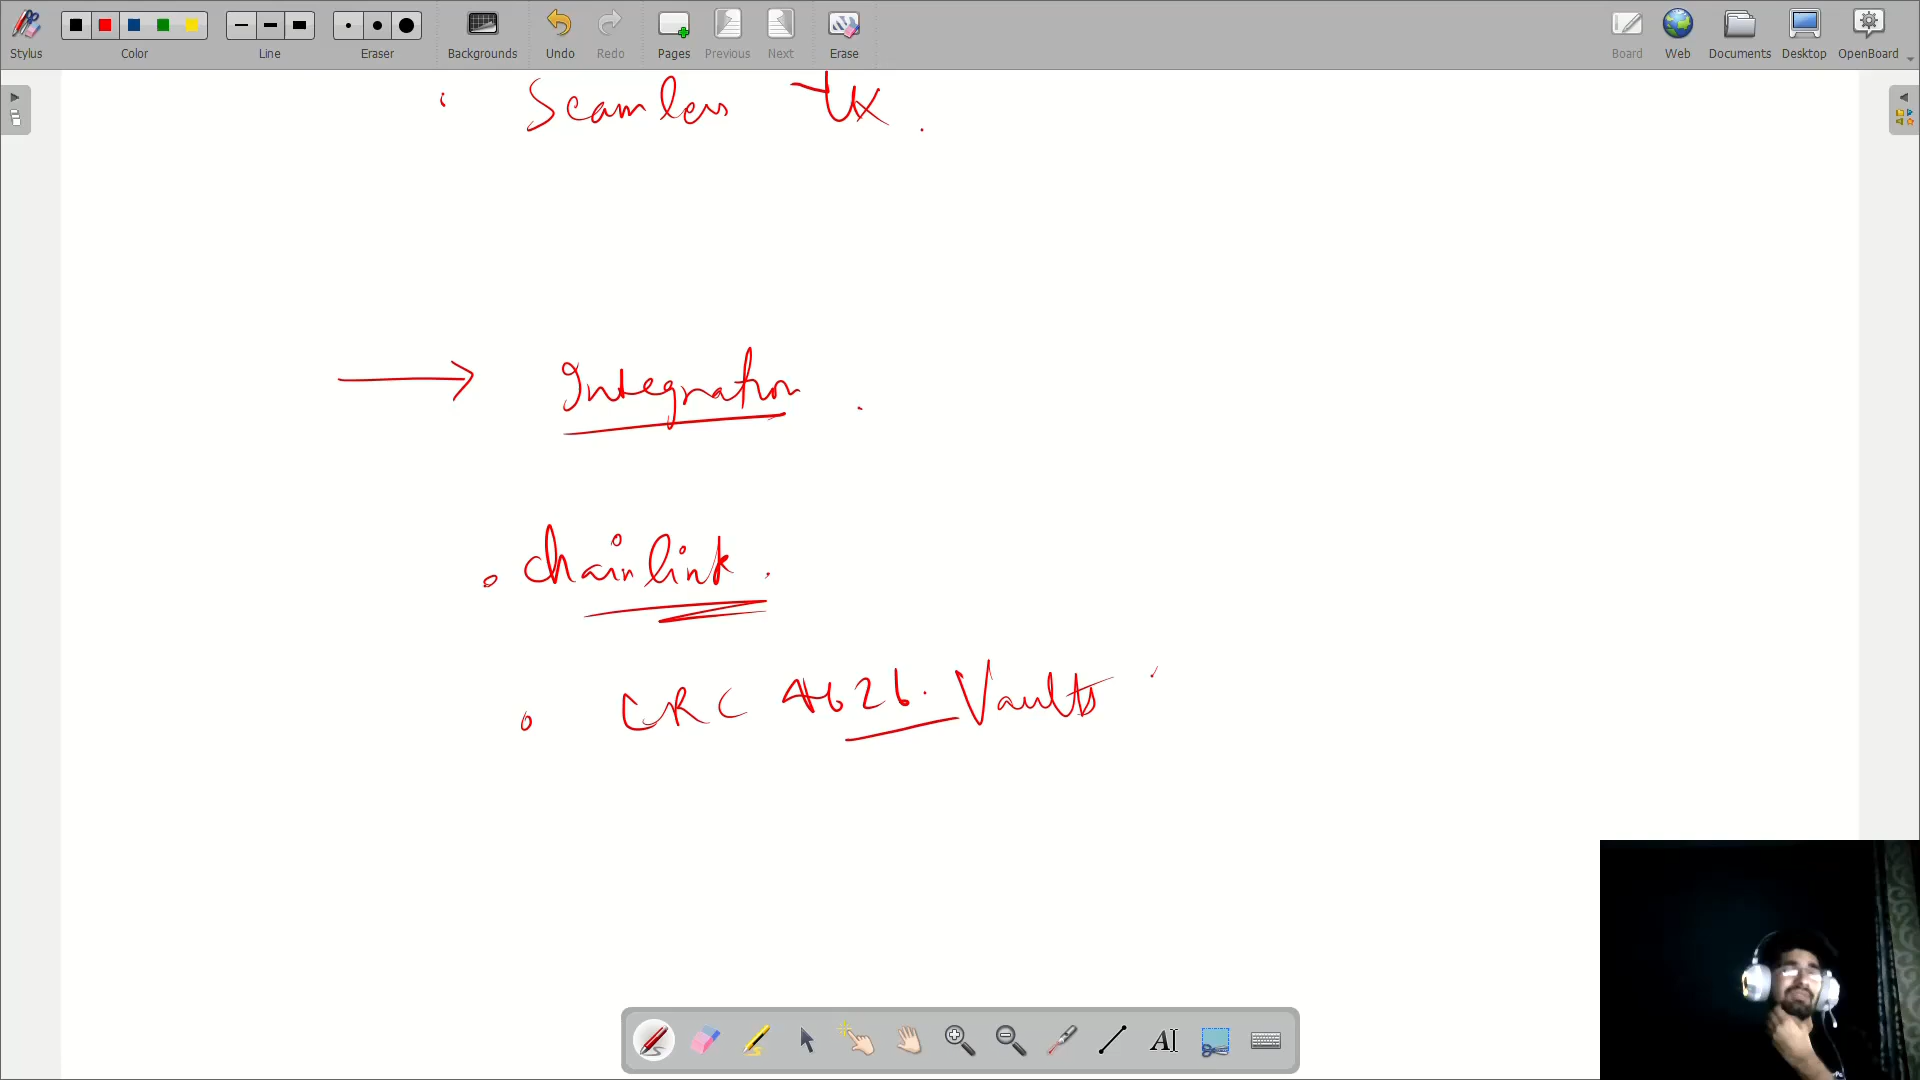 Stylus Color Line Eraser Backgrounds Undo Redo Pages Previous Next Erase Board Web Documents Desktop OpenBoard
Seamless Tx.
→ Integration.
chainlink.
ERC 4626. Vaults